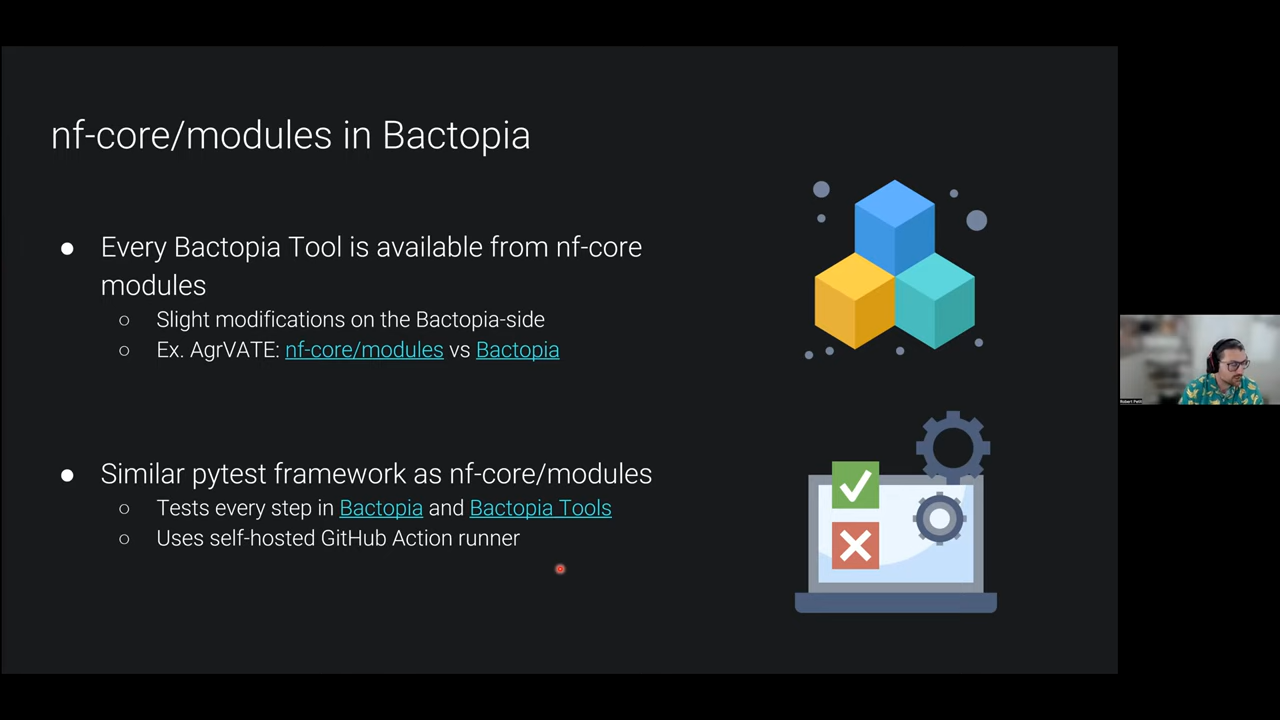 nf-core/modules in Bactopia
● Every Bactopia Tool is available from nf-core
modules
○ Slight modifications on the Bactopia-side
○ Ex. AgrVATE: nf-core/modules vs Bactopia
● Similar pytest framework as nf-core/modules
○ Tests every step in Bactopia and Bactopia Tools
○ Uses self-hosted GitHub Action runner
Robert Petit